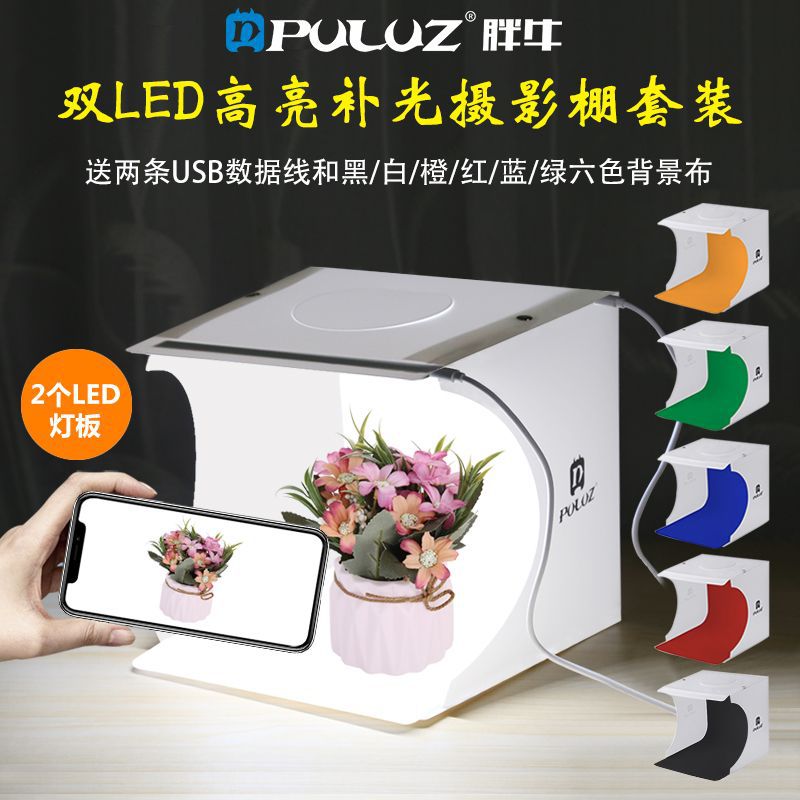 PULUZ® 胖牛
双LED高亮补光摄影棚套装
送两条USB数据线和黑/白/橙/红/蓝/绿六色背景布
2个LED
灯板
PULUZ